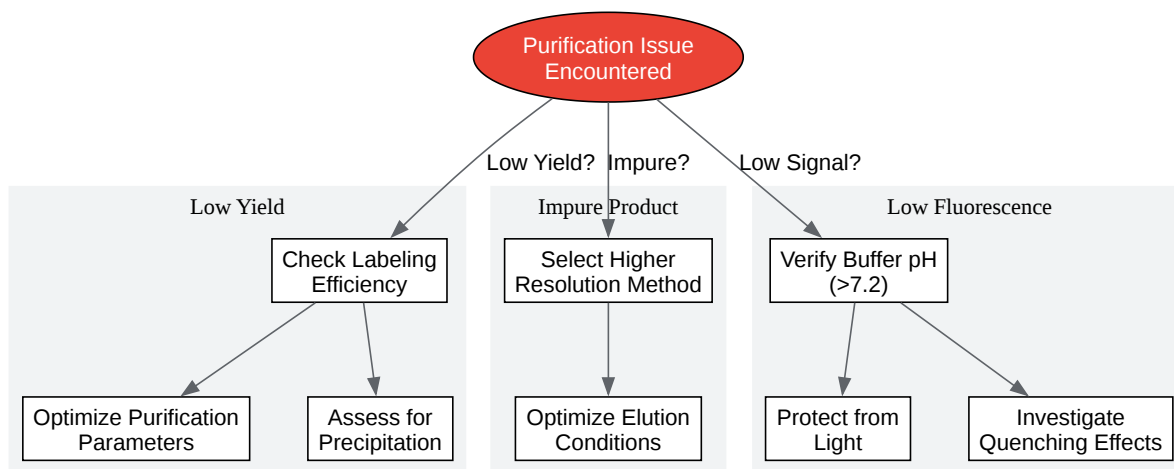 Purification Issue
Encountered
Low Yield?
Impure?
Low Signal?
Low Yield
Impure Product
Low Fluorescence
Check Labeling
Efficiency
Select Higher
Resolution Method
Verify Buffer pH
(>7.2)
Optimize Purification
Parameters
Assess for
Precipitation
Optimize Elution
Conditions
Protect from
Light
Investigate
Quenching Effects